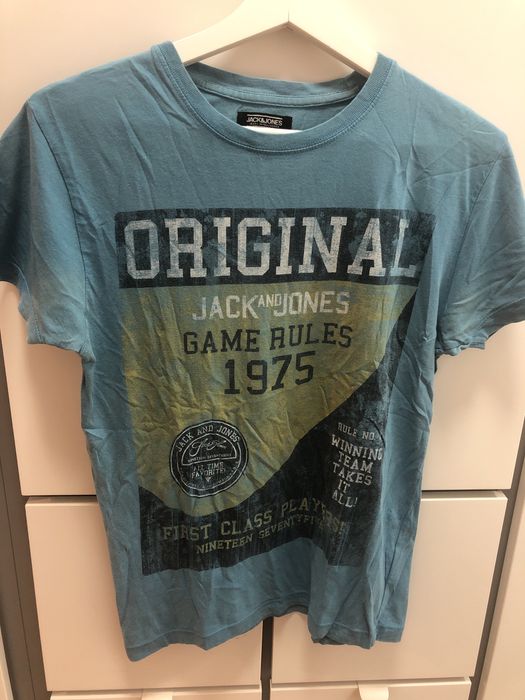 JACK&JONES
ORIGINAL
JACK AND JONES
GAME RULES
1975
JACK AND JONES
ALL TIME
FAVORITE!
RULE NO.
WINNING
TEAM
TAKES
IT
ALL!
FIRST CLASS PLAYERS!
NINETEEN SEVENTYFIVE